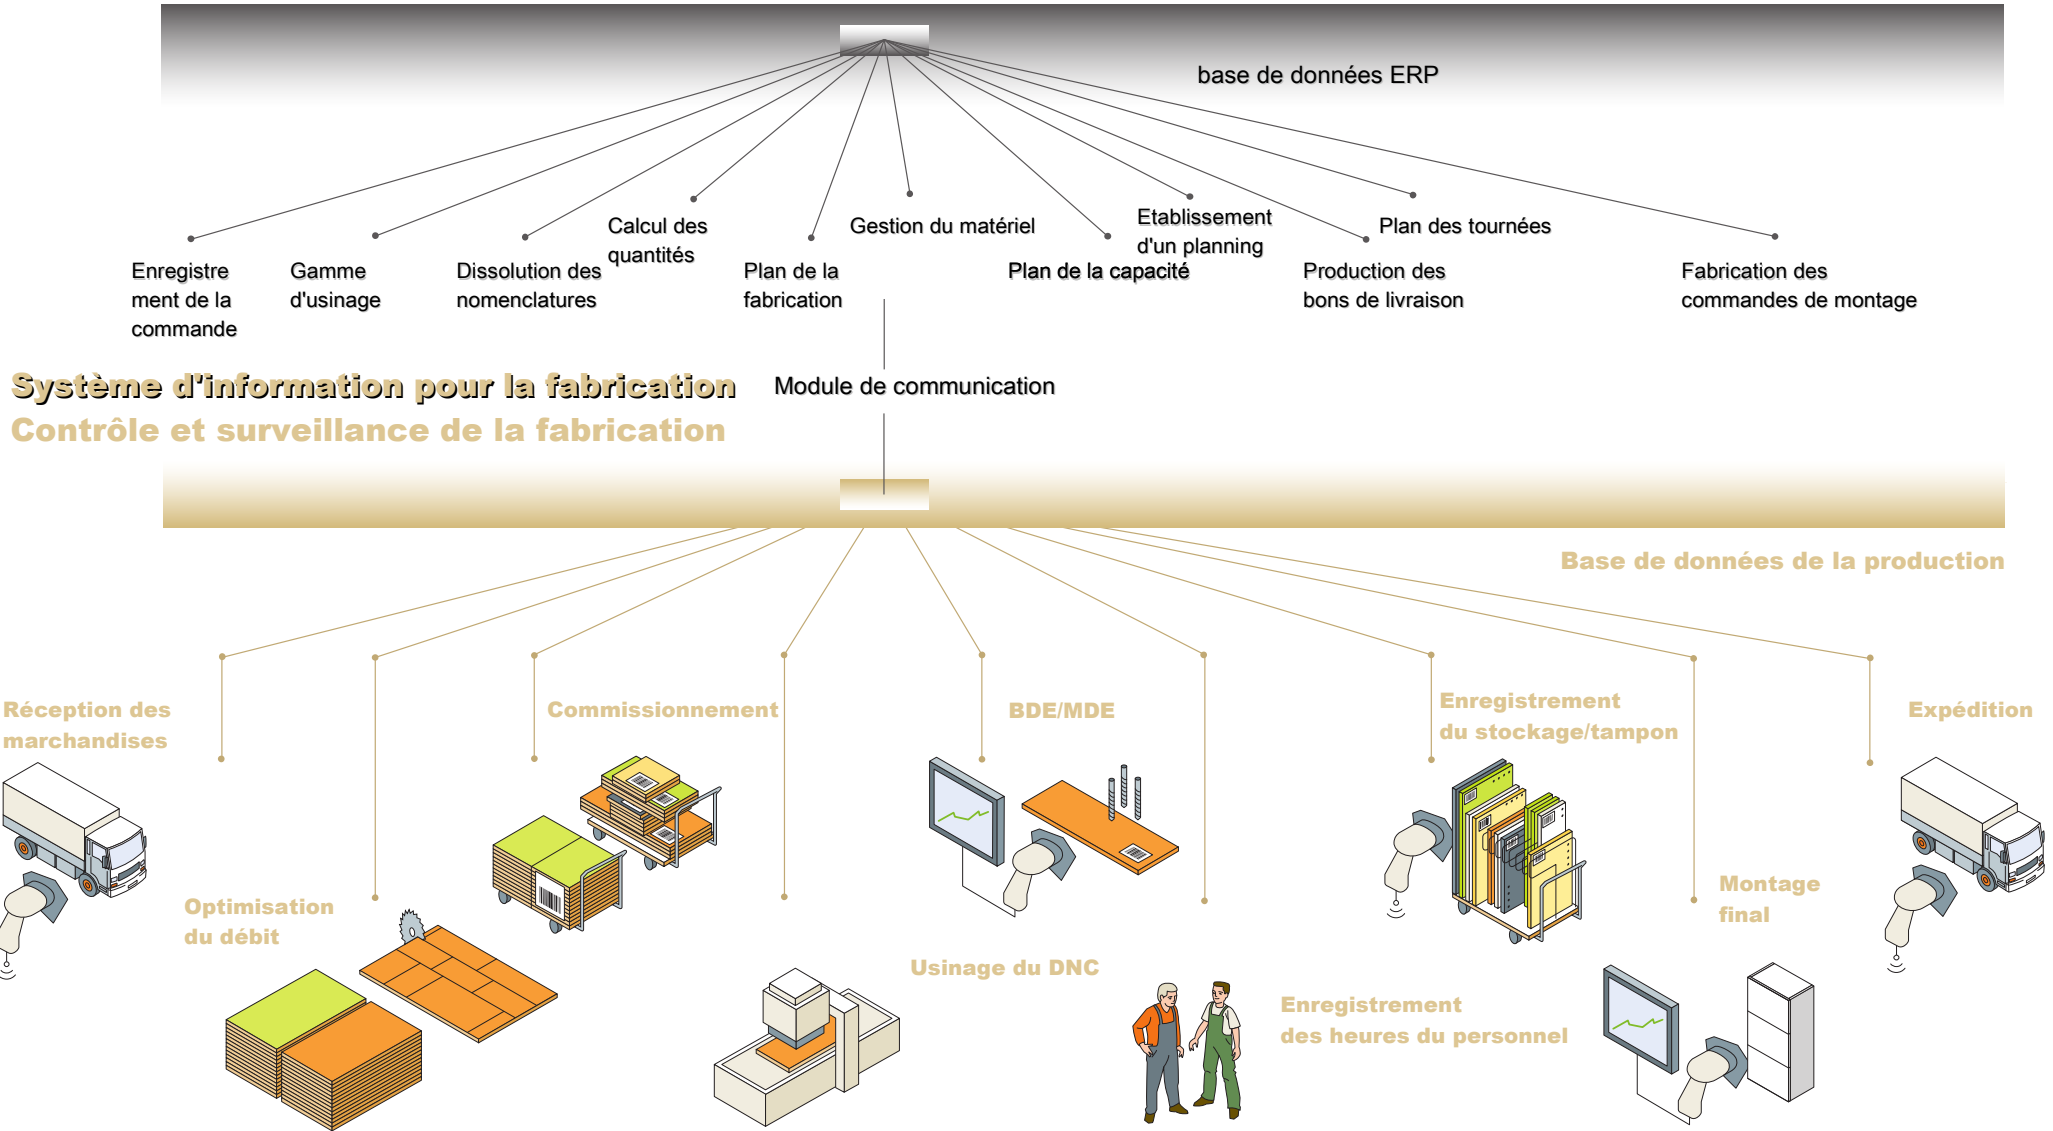 base de données ERP
Calcul des
quantités
Gestion du matériel
Etablissement
d'un planning
Plan des tournées
Enregistre
ment de la
commande
Gamme
d'usinage
Dissolution des
nomenclatures
Plan de la
fabrication
Plan de la capacité
Production des
bons de livraison
Fabrication des
commandes de montage
Système d'information pour la fabrication
Module de communication
Contrôle et surveillance de la fabrication
Base de données de la production
Réception des
marchandises
Commissionnement
BDE/MDE
Enregistrement
du stockage/tampon
Expédition
Optimisation
du débit
Montage
final
Usinage du DNC
Enregistrement
des heures du personnel